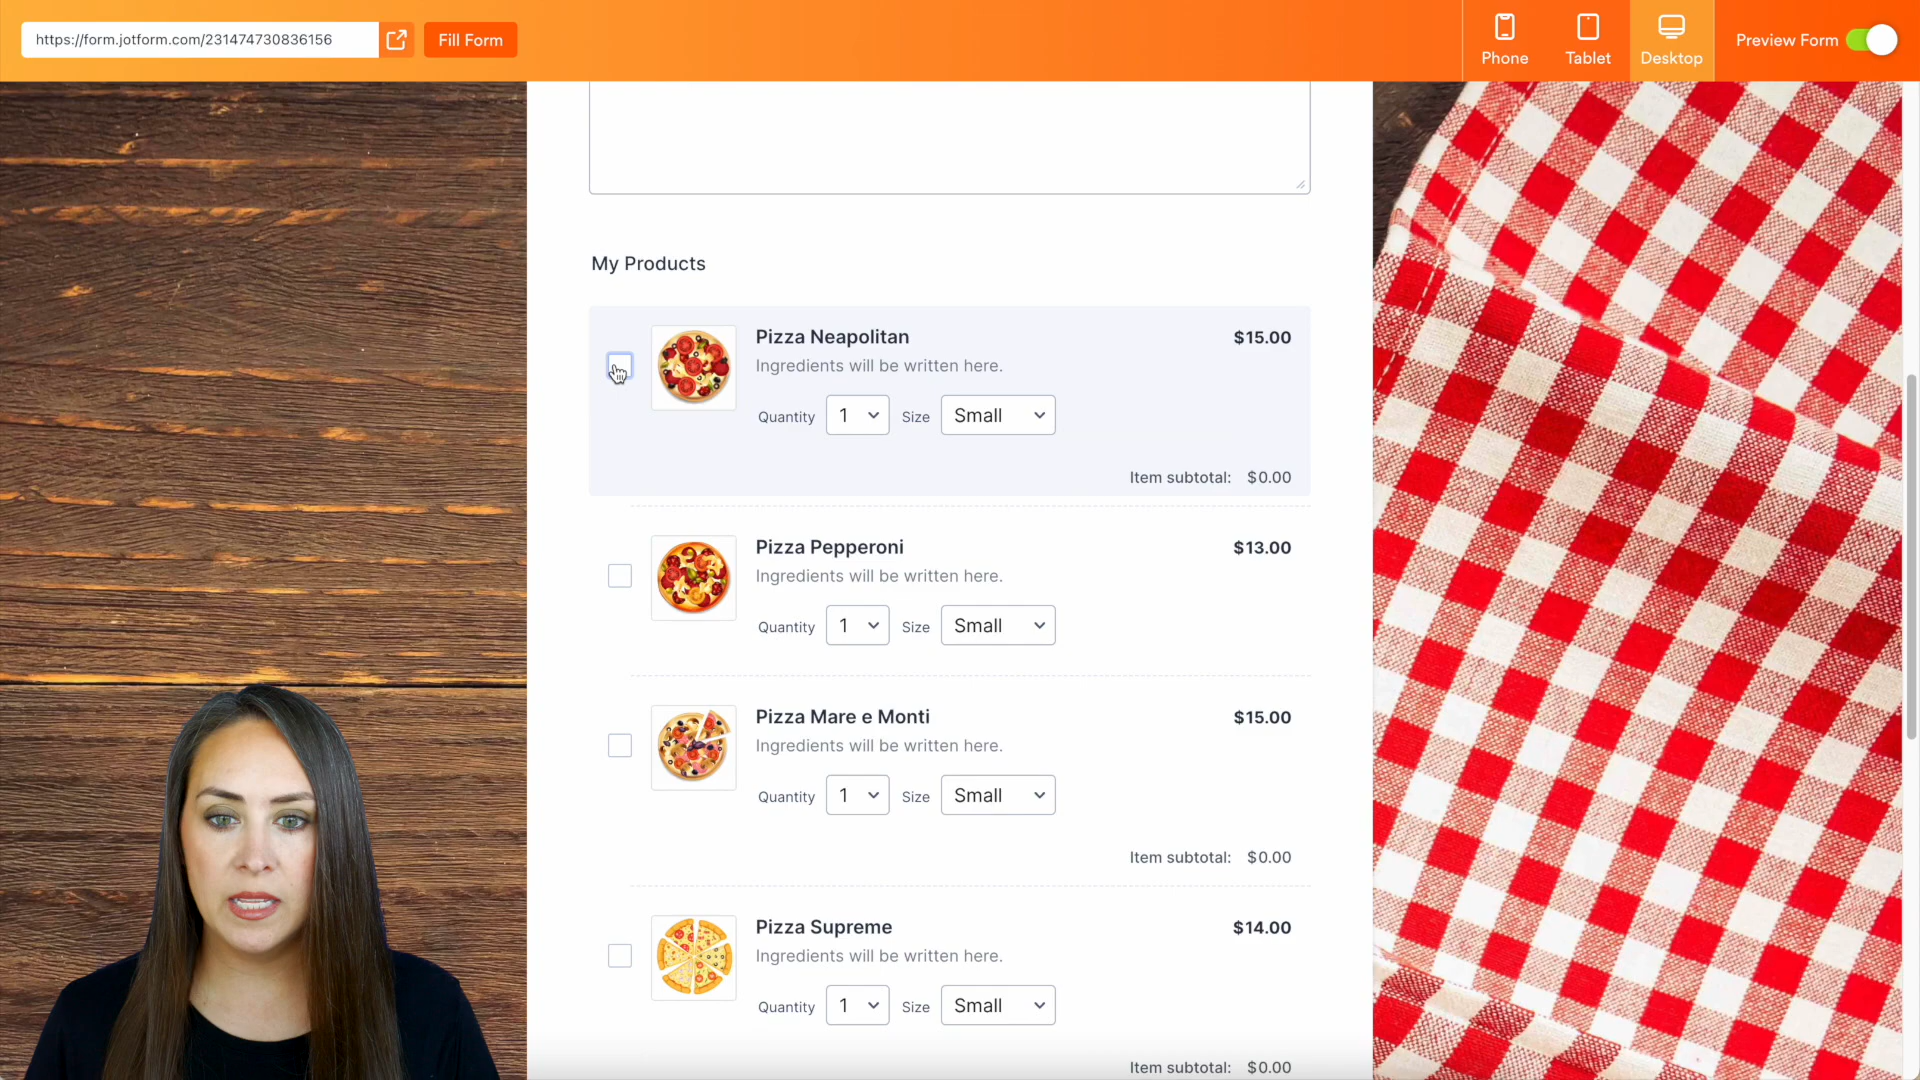 https://form.jotform.com/231474730836156
Fill Form
Phone
Tablet
Desktop
Preview Form
My Products
Pizza Neapolitan
$15.00
Ingredients will be written here.
Quantity 1 Size Small
Item subtotal: $0.00
Pizza Pepperoni
$13.00
Ingredients will be written here.
Quantity 1 Size Small
Pizza Mare e Monti
$15.00
Ingredients will be written here.
Quantity 1 Size Small
Item subtotal: $0.00
Pizza Supreme
$14.00
Ingredients will be written here.
Quantity 1 Size Small
Item subtotal: $0.00